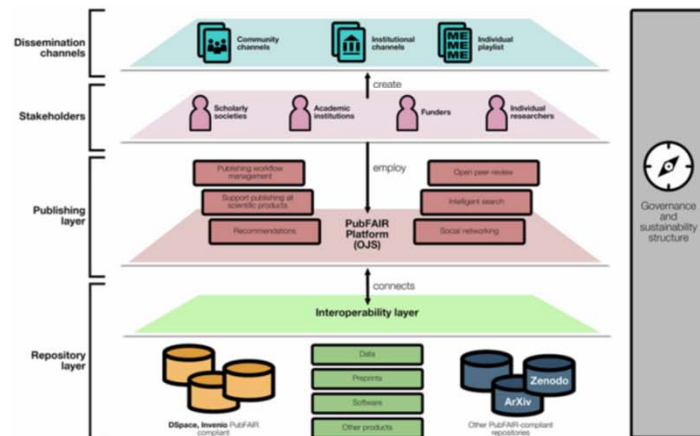 Dissemination
channels
Community
channels
Institutional
channels
ME
ME
ME
Individual
playlist
create
Stakeholders
Scholarly
societies
Academic
institutions
Funders
Individual
researchers
employ
Publishing
layer
Publishing workflow
management
Support publishing all
scientific products
Recommendations
PubFAIR
Platform
(OJS)
Open peer-review
Intelligent search
Social networking
connects
Interoperability layer
Repository
layer
DSpace, Invenio PubFAIR
compliant
Data
Preprints
Software
Other products
Zenodo
ArXiv
Other PubFAIR-compliant
repositories
Governance
and
sustainability
structure